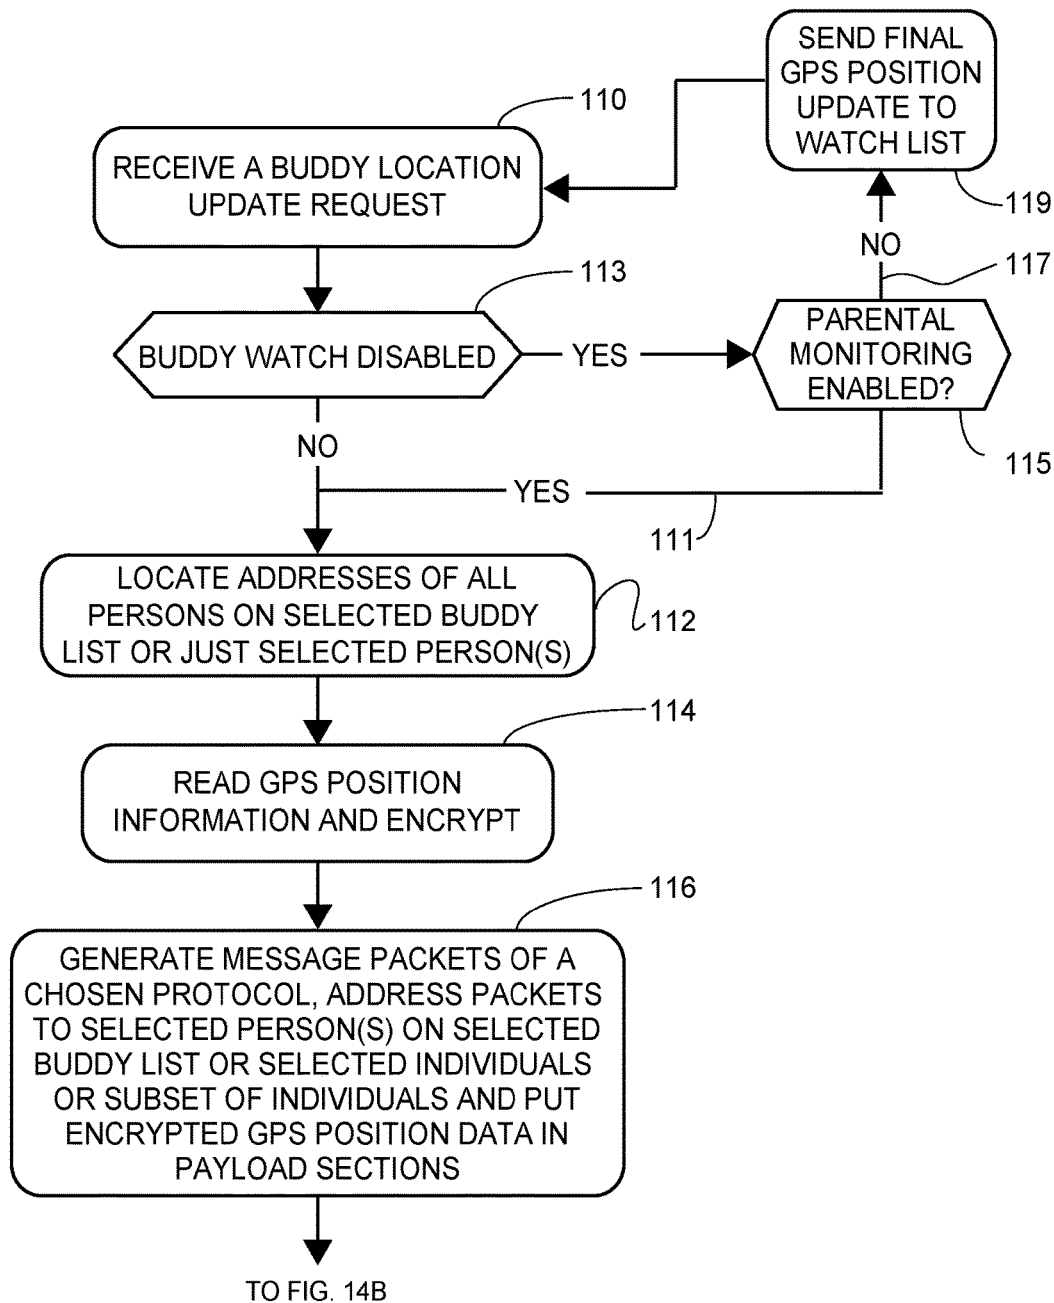 SEND FINAL
GPS POSITION
UPDATE TO
WATCH LIST
119
110
RECEIVE A BUDDY LOCATION
UPDATE REQUEST
NO
117
113
BUDDY WATCH DISABLED
YES
PARENTAL
MONITORING
ENABLED?
115
NO
YES
111
LOCATE ADDRESSES OF ALL
PERSONS ON SELECTED BUDDY
LIST OR JUST SELECTED PERSON(S)
112
114
READ GPS POSITION
INFORMATION AND ENCRYPT
116
GENERATE MESSAGE PACKETS OF A
CHOSEN PROTOCOL, ADDRESS PACKETS
TO SELECTED PERSON(S) ON SELECTED
BUDDY LIST OR SELECTED INDIVIDUALS
OR SUBSET OF INDIVIDUALS AND PUT
ENCRYPTED GPS POSITION DATA IN
PAYLOAD SECTIONS
TO FIG. 14B